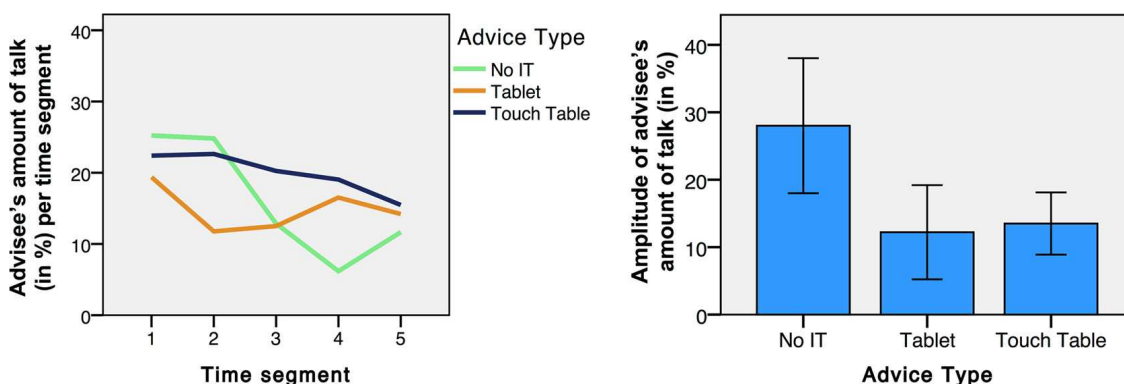 Advisee's amount of talk
(in %) per time segment
40
30
20
10
0
1 2 3 4 5
Time segment
Advice Type
No IT
Tablet
Touch Table
Amplitude of advisee's
amount of talk (in %)
40
30
20
10
0
No IT Tablet Touch Table
Advice Type